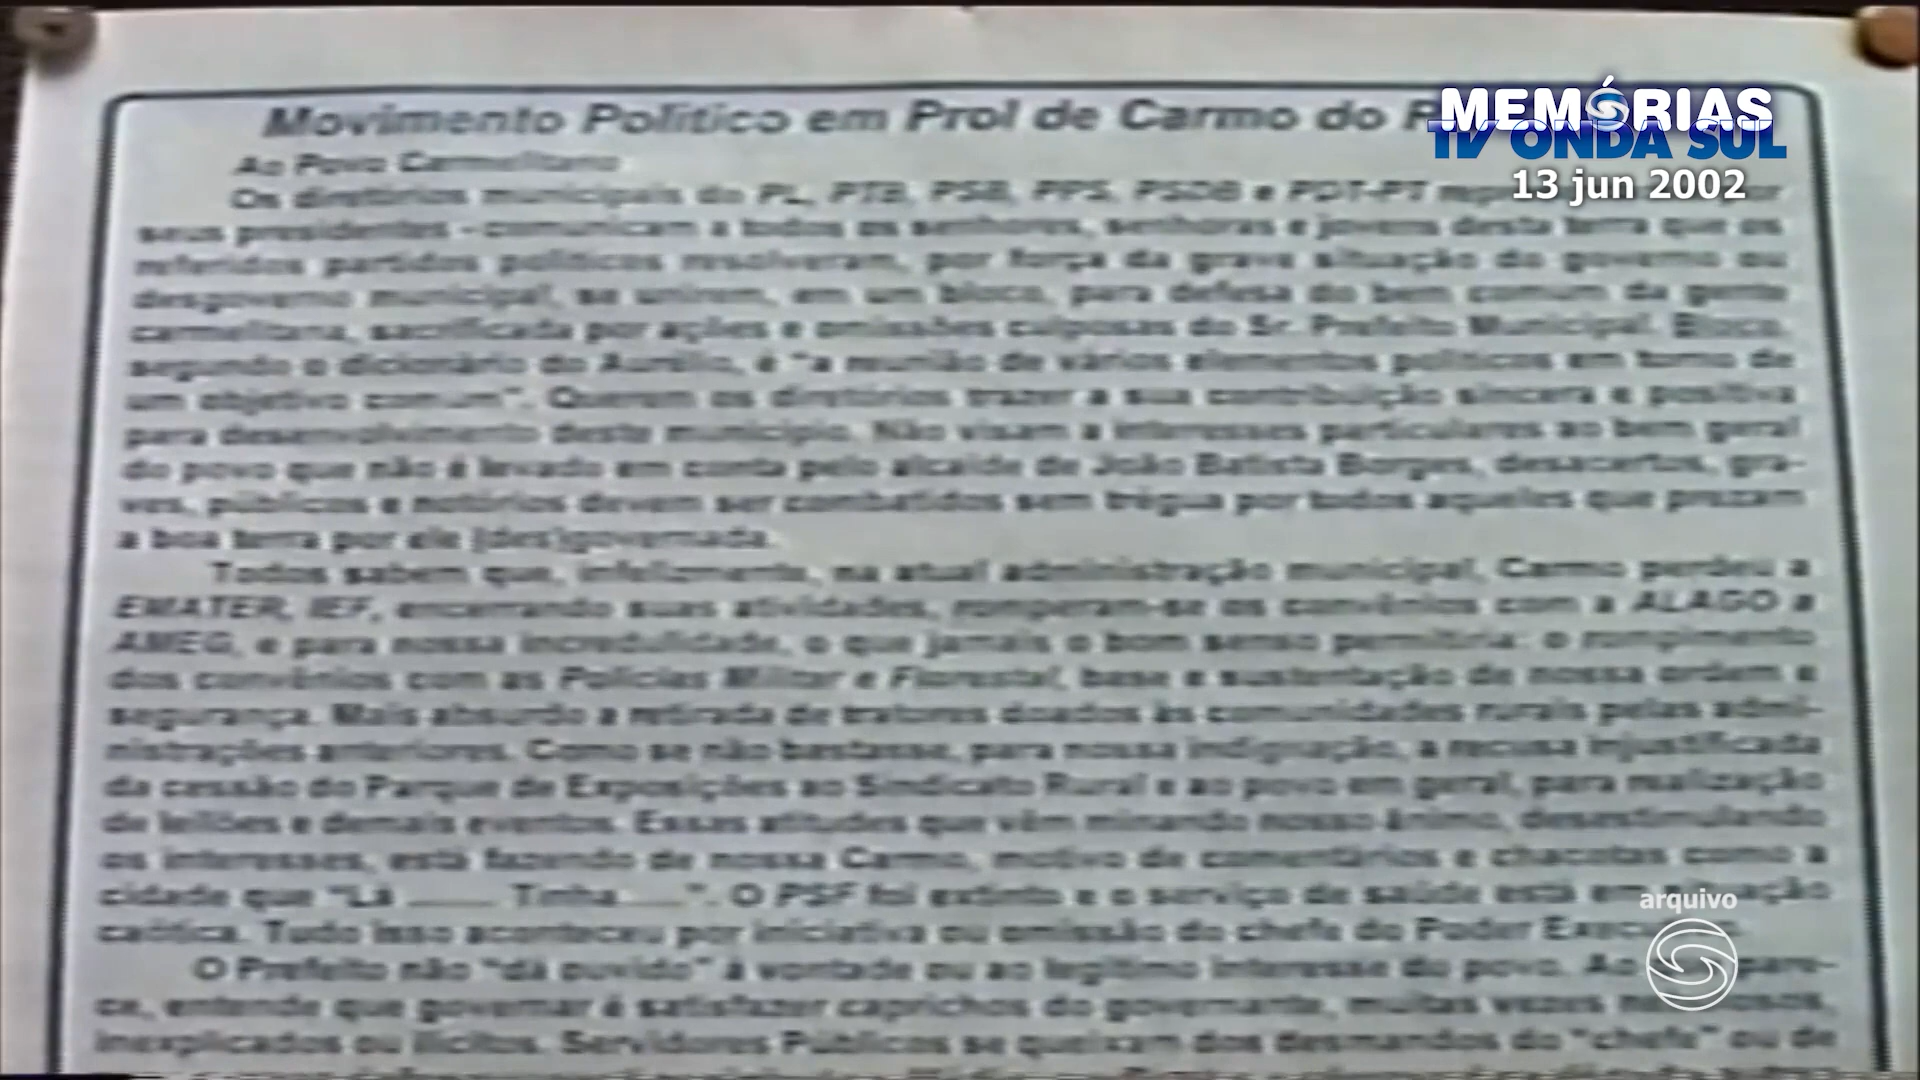 Movimento Político em Prol de Carmo do
MEMÓRIAS
TV ONDA SUL
13 jun 2002
Ao Povo Carmelitano
Os diretórios municipais do PL, PTB, PSB, PPS, PSDB e PDT-PT
seus presidentes - comunicam a todos os senhores, senhoras e jovens desta terra que os
referidos partidos políticos resolveram, por força da grave situação do governo ou
desgoverno municipal, se unirem, em um bloco, para defesa do bem comum da gente
carmelitana, sacrificada por ações e omissões culposas do Sr. Prefeito Municipal. Bloco,
segundo o dicionário do Aurélio, é "a reunião de vários elementos políticos em torno de
um objetivo comum". Querem os diretórios trazer a sua contribuição sincera e positiva
para desenvolvimento deste município. Não visam a interesses particulares ao bem geral
do povo que não é levado em conta pelo alcaide de João Batista Borges, desacertos, gra-
ves, públicos e notórios devem ser combatidos sem trégua por todos aqueles que prezam
a boa terra por ele (des)governada.
Todos sabem que, infelizmente, na atual administração municipal, Carmo perdeu a
EMATER, IEF, encerrando suas atividades, romperam-se os convênios com a ALAGO e
AMEG, e para nossa incredulidade, o que jamais o bom senso permitiria: o rompimento
dos convênios com as Polícias Militar e Florestal, base e sustentação de nossa ordem e
segurança. Mais absurdo a retirada de tratores doados às comunidades rurais pelas admi-
nistrações anteriores. Como se não bastasse, para nossa indignação, a recusa injustificada
da cessão do Parque de Exposições ao Sindicato Rural e ao povo em geral, para realização
de leilões e demais eventos. Essas atitudes que vêm minando nosso ânimo, desestimulando
os interesses, está fazendo de nossa Carmo, motivo de comentários e chacotas como a
cidade que "Lá ____ Tinha____". O PSF foi extinto e o serviço de saúde está em situação
caótica. Tudo isso aconteceu por iniciativa ou omissão do chefe do Poder
O Prefeito não "dá ouvido" à vontade ou ao legítimo interesse do povo. Ao
ce, entende que governar é satisfazer caprichos do governante, muitas vezes
inexplicados ou ilícitos. Servidores Públicos se queixam dos desmandos do "chefe" ou de
arquivo